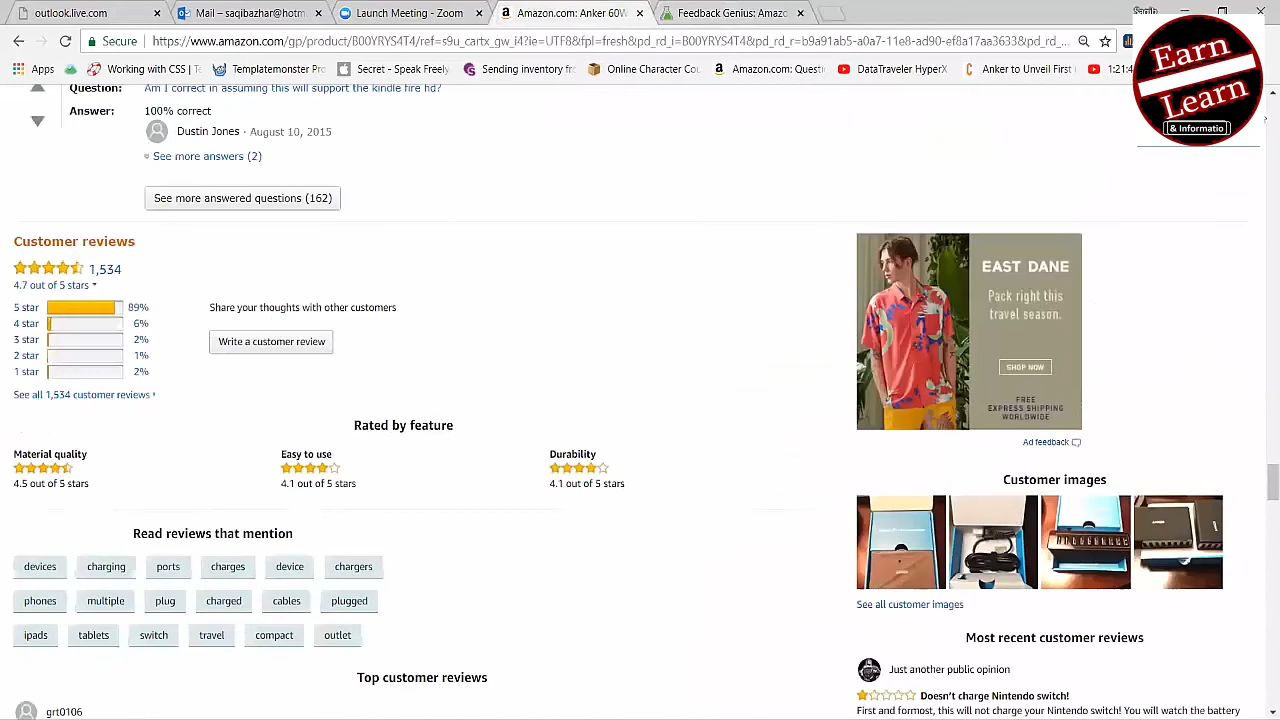 outlook.live.com
Mail – saqibazhar@hotm
Launch Meeting - Zoom
Amazon.com: Anker 60W
Feedback Genius: Amaz
Saqib
Secure
https://www.amazon.com/gp/product/B00YRYS4T4/ref=s9u_cartx_gw_i4?ie=UTF8&fpl=fresh&pd_rd_i=B00YRYS4T4&pd_rd_r=b9a91ab5-a0a7-11e8-ad90-ef8a17aa3633&pd_rd_...
Apps
Working with CSS | Te
Templatemonster Pro
Secret - Speak Freely
Sending inventory fro
Online Character Cou
Amazon.com: Questi
DataTraveler HyperX
Anker to Unveil First I
1:21:4
Earn
Learn
& Informatio
Question:
Am I correct in assuming this will support the kindle fire hd?
Answer:
100% correct
Dustin Jones · August 10, 2015
See more answers (2)
See more answered questions (162)
Customer reviews
1,534
4.7 out of 5 stars
5 star 89%
4 star 6%
3 star 2%
2 star 1%
1 star 2%
See all 1,534 customer reviews
Share your thoughts with other customers
Write a customer review
Rated by feature
Material quality
4.5 out of 5 stars
Easy to use
4.1 out of 5 stars
Durability
4.1 out of 5 stars
Read reviews that mention
devices charging ports charges device chargers
phones multiple plug charged cables plugged
ipads tablets switch travel compact outlet
Top customer reviews
grt0106
EAST DANE
Pack right this
travel season.
SHOP NOW
FREE
EXPRESS SHIPPING
WORLDWIDE
Ad feedback
Customer images
See all customer images
Most recent customer reviews
Just another public opinion
Doesn't charge Nintendo switch!
First and formost, this will not charge your Nintendo switch! You will watch the battery